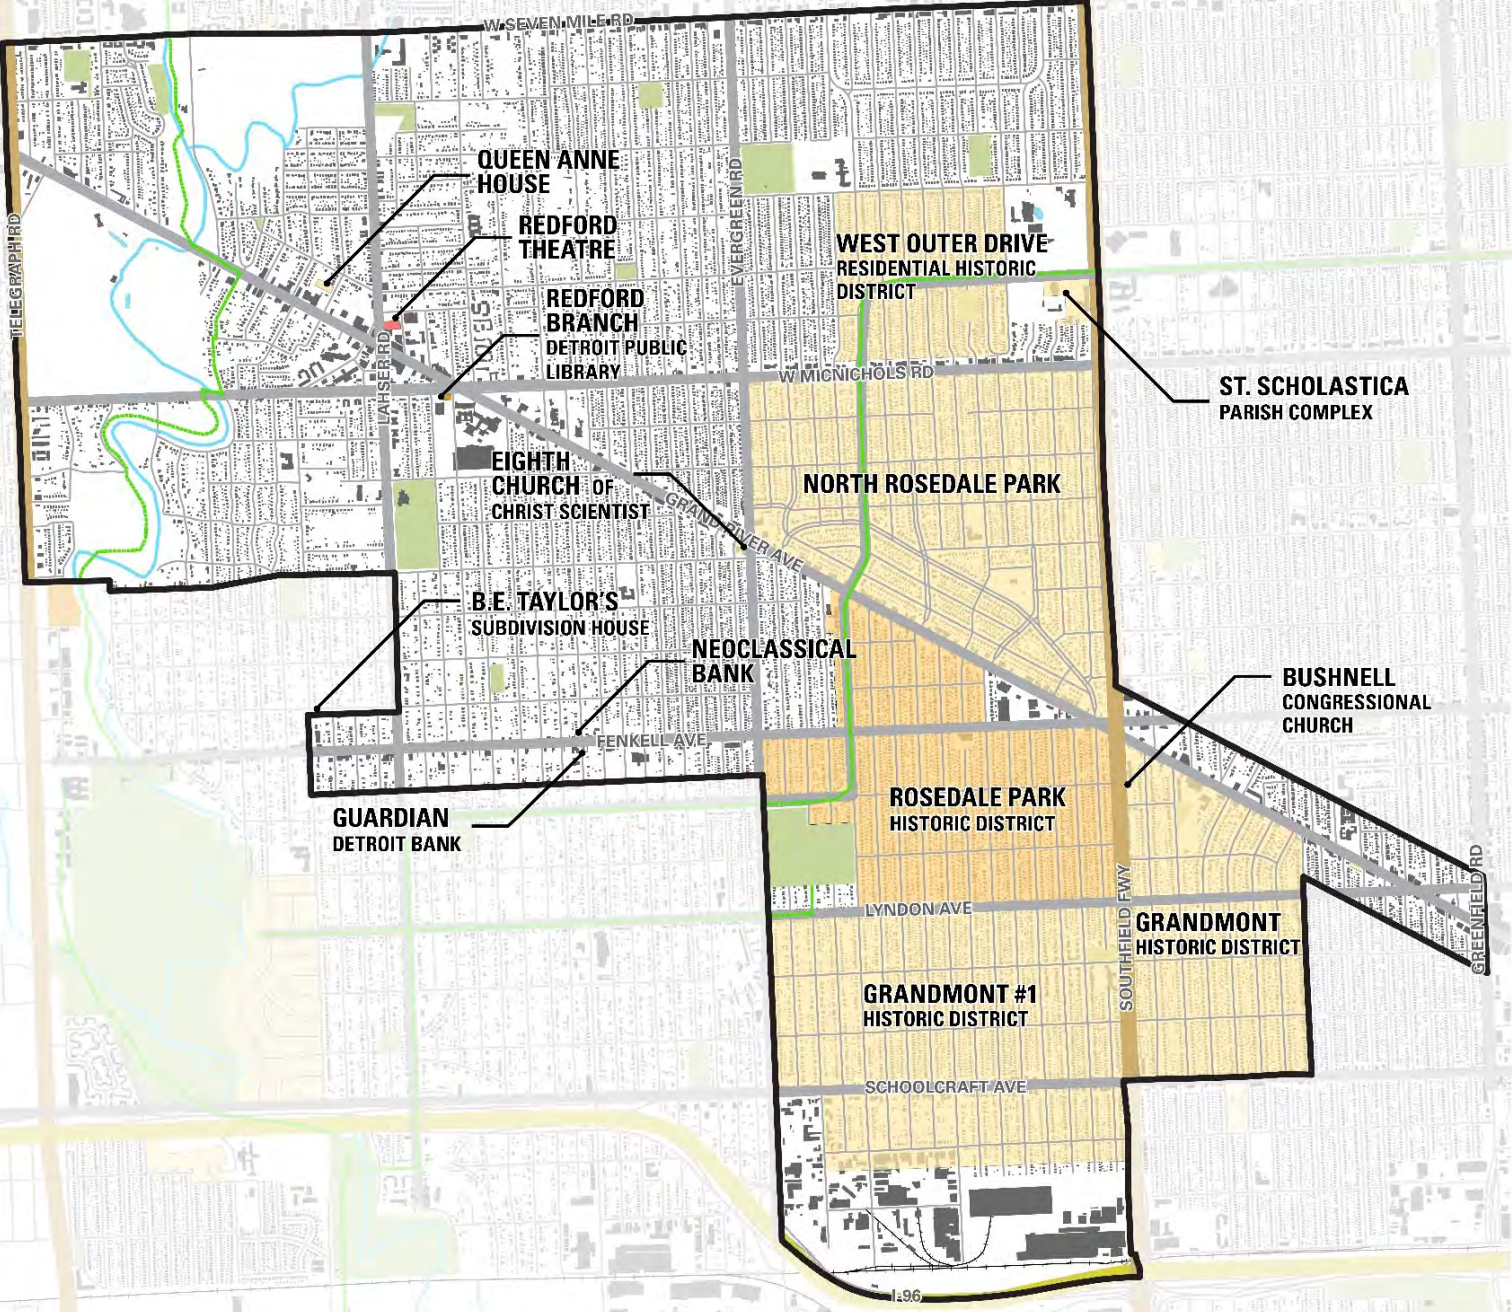 W SEVEN MILE RD
QUEEN ANNE
HOUSE
REDFORD
THEATRE
EVERGREEN RD
TELEGRAPH RD
WEST OUTER DRIVE
RESIDENTIAL HISTORIC
DISTRICT
REDFORD
BRANCH
DETROIT PUBLIC
LIBRARY
LAHSER RD
W MICNICHOLS RD
ST. SCHOLASTICA
PARISH COMPLEX
EIGHTH
CHURCH OF
CHRIST SCIENTIST
NORTH ROSEDALE PARK
GRAND RIVER AVE
B.E. TAYLOR'S
SUBDIVISION HOUSE
NEOCLASSICAL
BANK
BUSHNELL
CONGRESSIONAL
CHURCH
FENKELL AVE
GUARDIAN
DETROIT BANK
ROSEDALE PARK
HISTORIC DISTRICT
SOUTHFIELD FWY
GREENFIELD RD
LYNDON AVE
GRANDMONT
HISTORIC DISTRICT
GRANDMONT #1
HISTORIC DISTRICT
SCHOOLCRAFT AVE
I-96